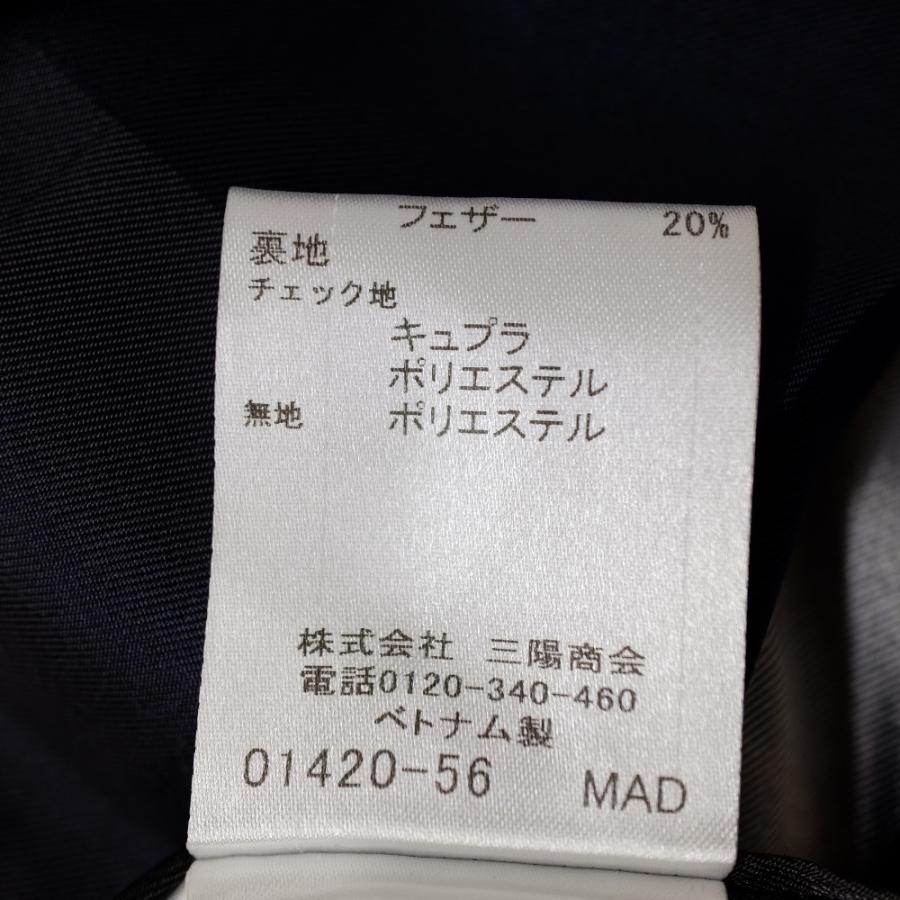 フェザー 20%
裏地
チェック地
キュプラ
ポリエステル
無地 ポリエステル
株式会社 三陽商会
電話0120-340-460
ベトナム製
01420-56 MAD